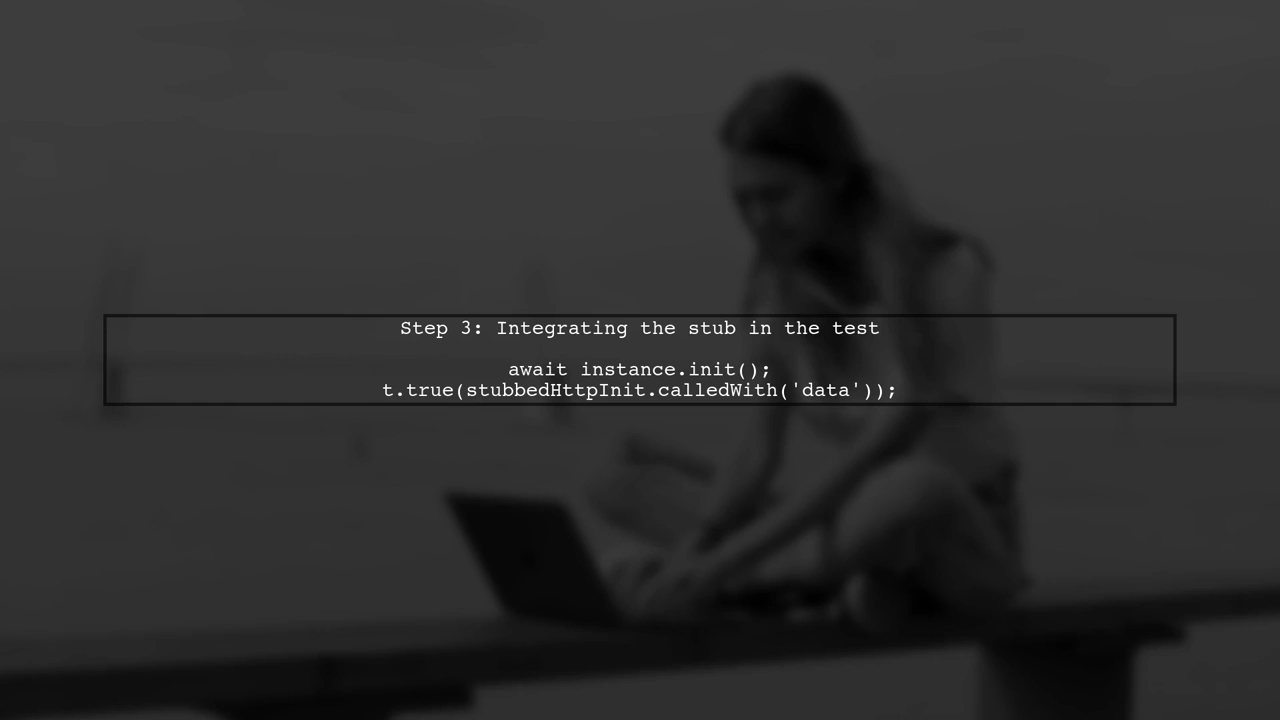 Step 3: Integrating the stub in the test
await instance.init();
t.true(stubbedHttpInit.calledWith('data'));